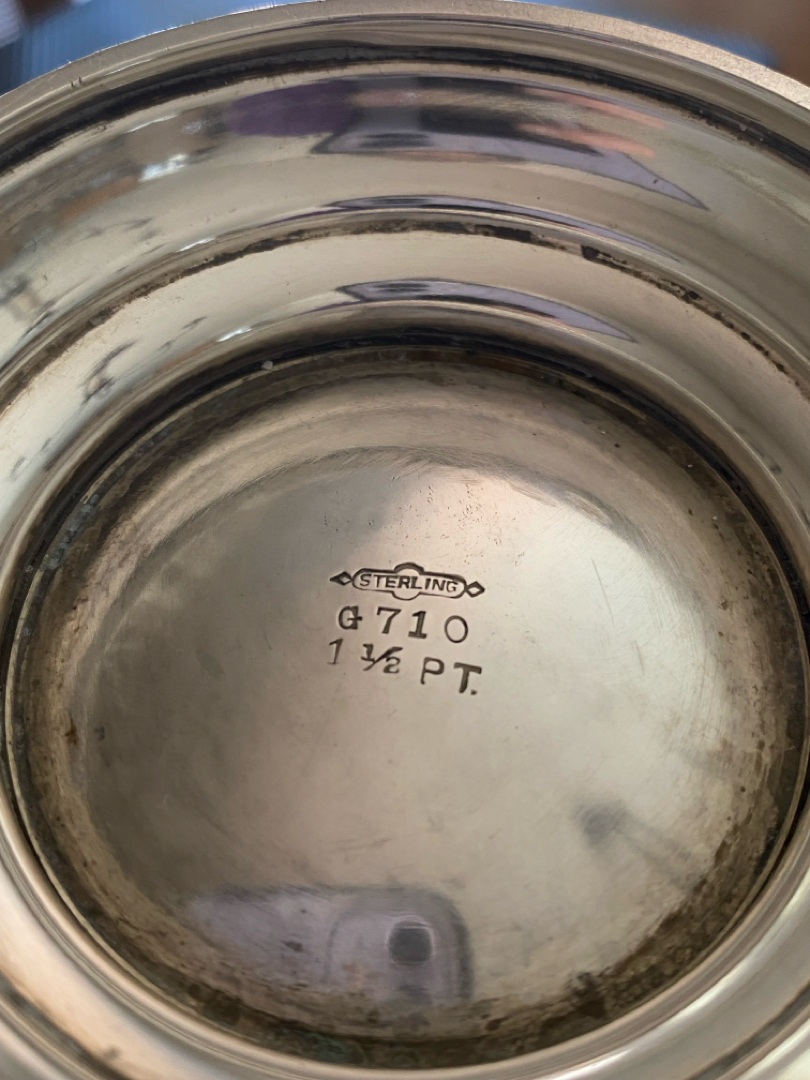 STERLING
G710
1 ½ PT.